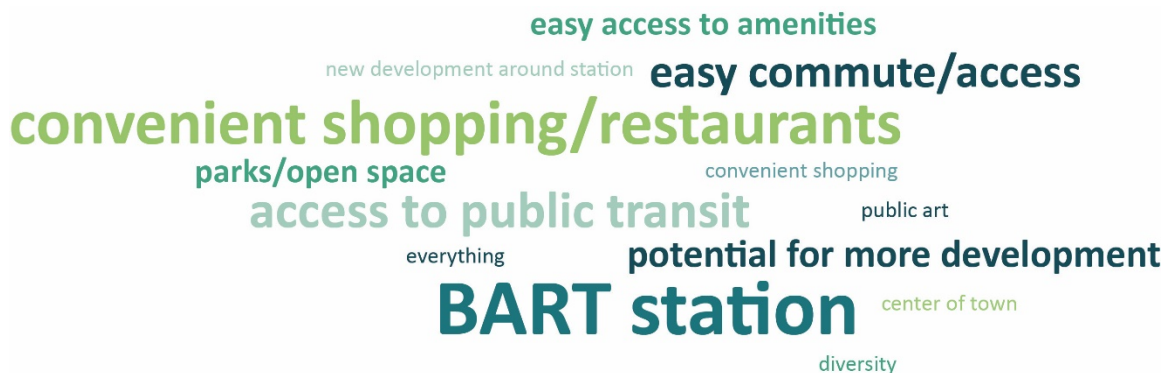 easy access to amenities
new development around station
easy commute/access
convenient shopping/restaurants
parks/open space
convenient shopping
access to public transit
public art
everything
potential for more development
BART station
center of town
diversity